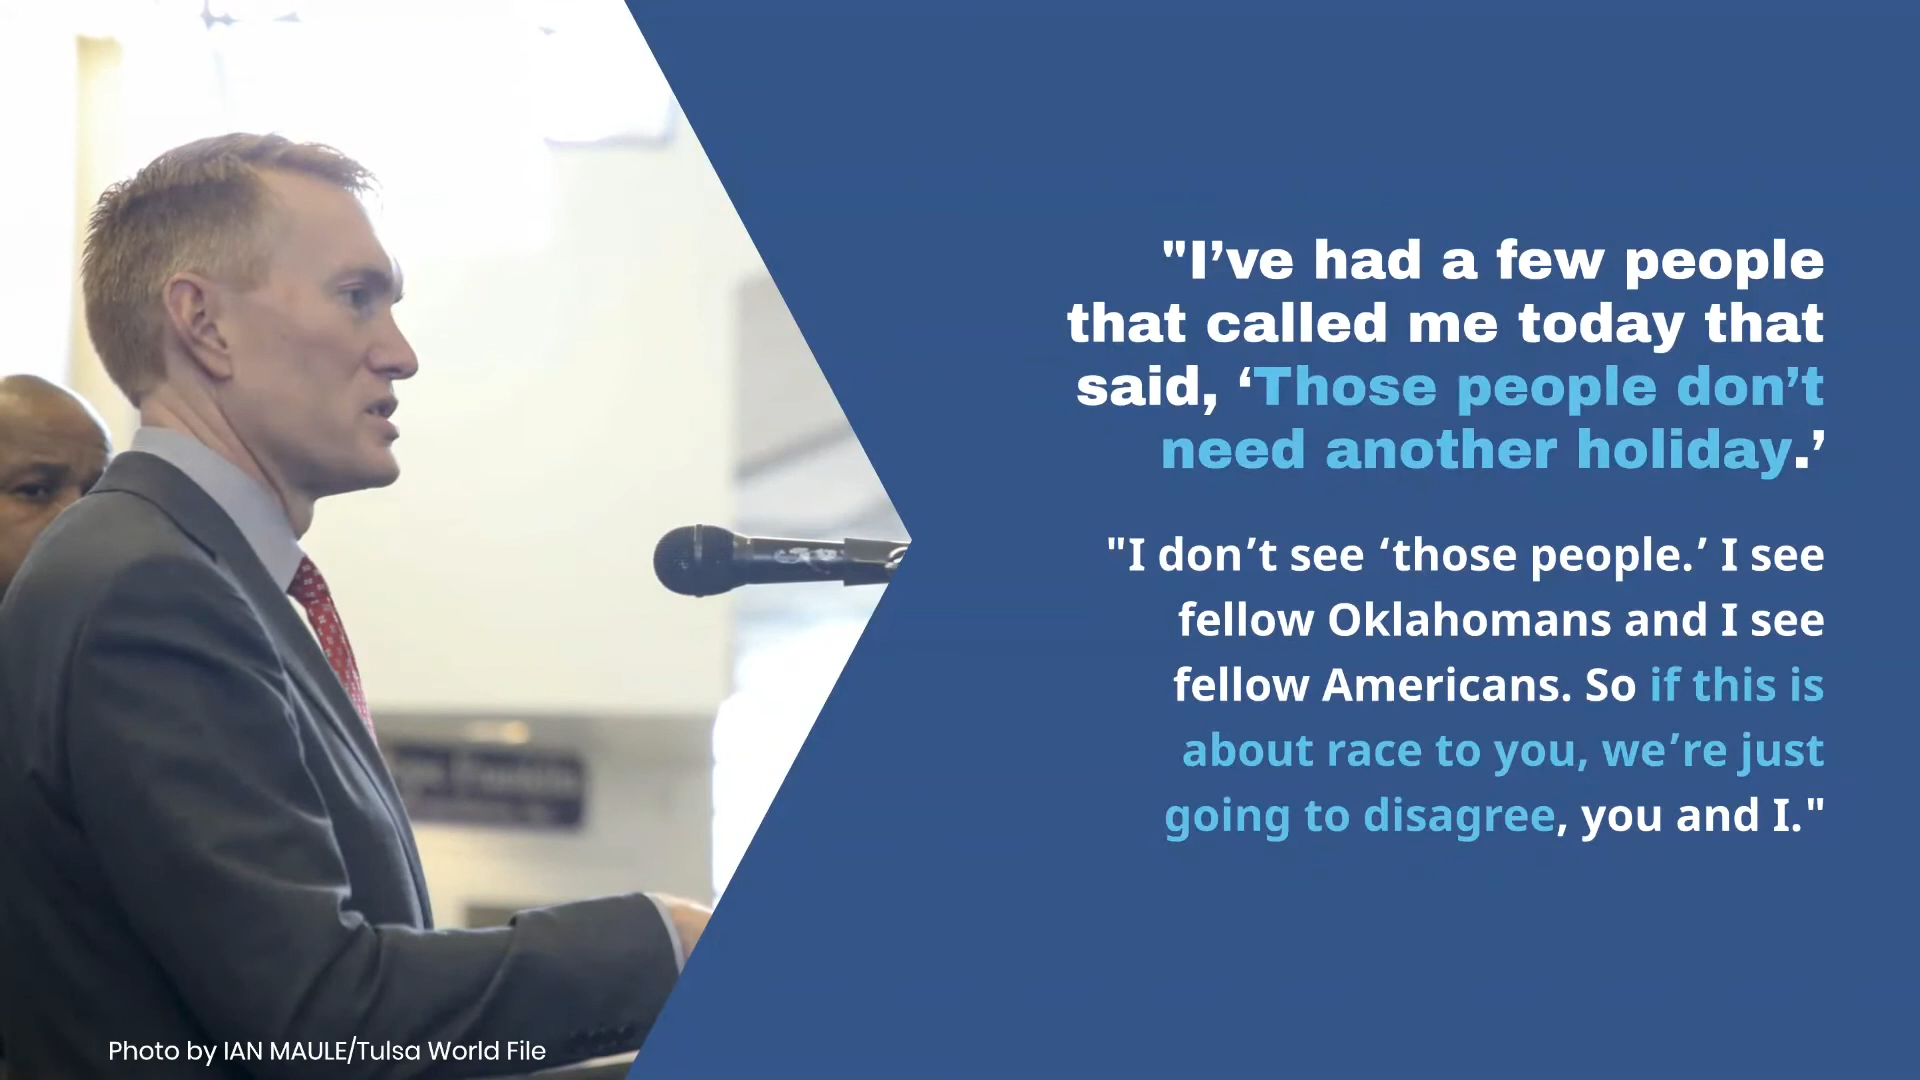 "I’ve had a few people
that called me today that
said, ‘Those people don’t
need another holiday.’
"I don’t see ‘those people.’ I see
fellow Oklahomans and I see
fellow Americans. So if this is
about race to you, we’re just
going to disagree, you and I."
Photo by IAN MAULE/Tulsa World File